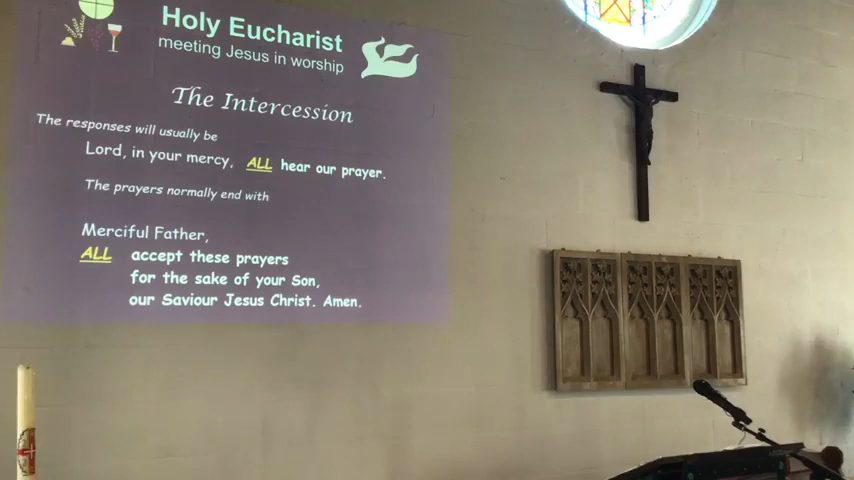 Holy Eucharist
meeting Jesus in worship
The Intercession
The responses will usually be
Lord, in your mercy, ALL hear our prayer.
The prayers normally end with
Merciful Father,
ALL accept these prayers
for the sake of your Son,
our Saviour Jesus Christ. Amen.